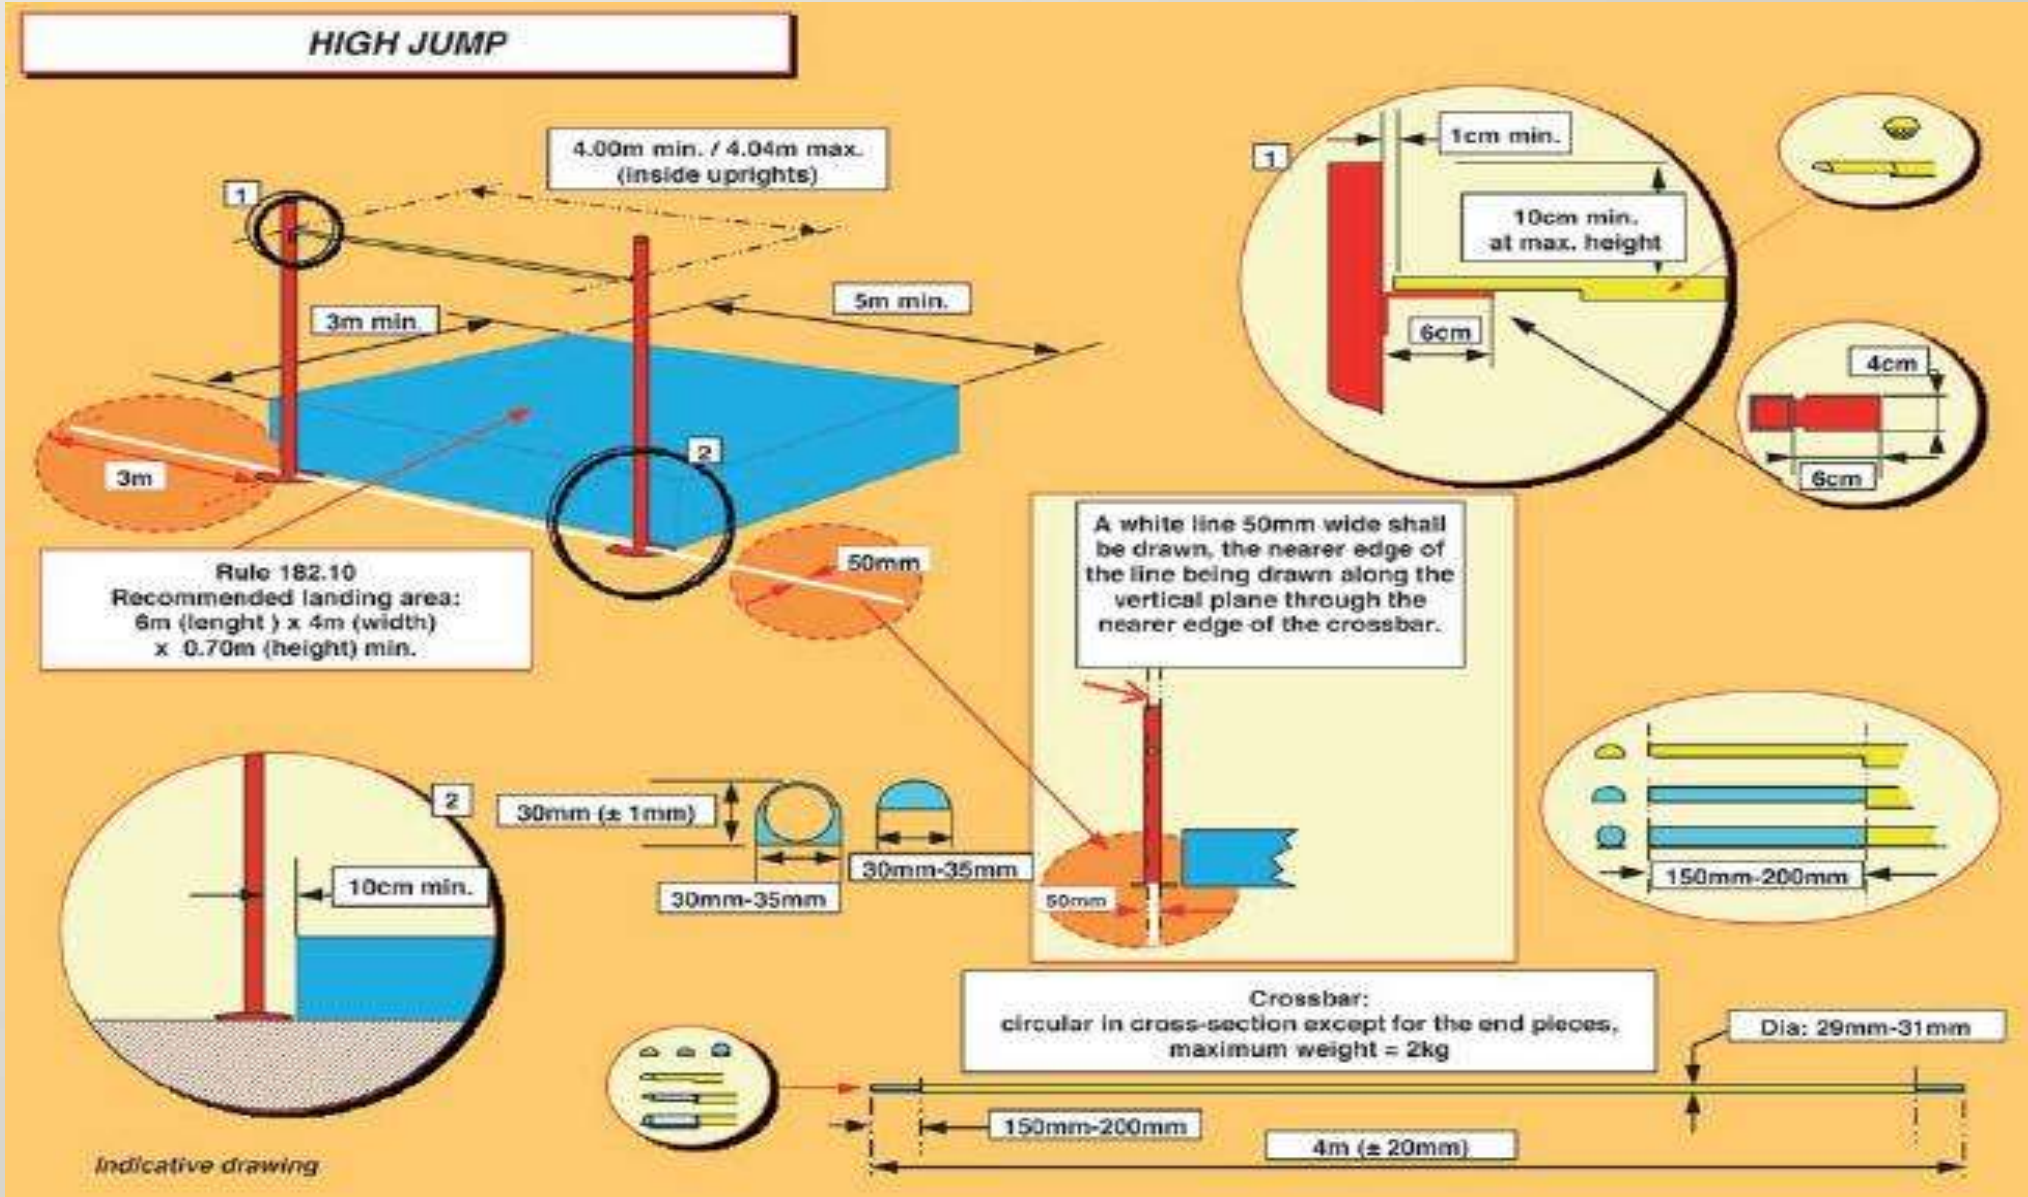 HIGH JUMP
4.00m min. / 4.04m max.
(inside uprights)
1
3m min.
5m min.
3m
2
50mm
Rule 182.10
Recommended landing area:
6m (lenght ) x 4m (width)
x 0.70m (height) min.
1
1cm min.
10cm min.
at max. height
6cm
4cm
6cm
A white line 50mm wide shall
be drawn, the nearer edge of
the line being drawn along the
vertical plane through the
nearer edge of the crossbar.
50mm
2
10cm min.
30mm (± 1mm)
30mm-35mm
30mm-35mm
150mm-200mm
Crossbar:
circular in cross-section except for the end pieces,
maximum weight = 2kg
Dia: 29mm-31mm
150mm-200mm
4m (± 20mm)
Indicative drawing